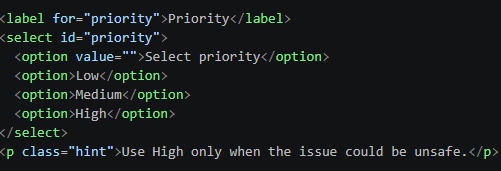 <label for="priority">Priority</label>
<select id="priority">
  <option value="">Select priority</option>
  <option>Low</option>
  <option>Medium</option>
  <option>High</option>
</select>
<p class="hint">Use High only when the issue could be unsafe.</p>